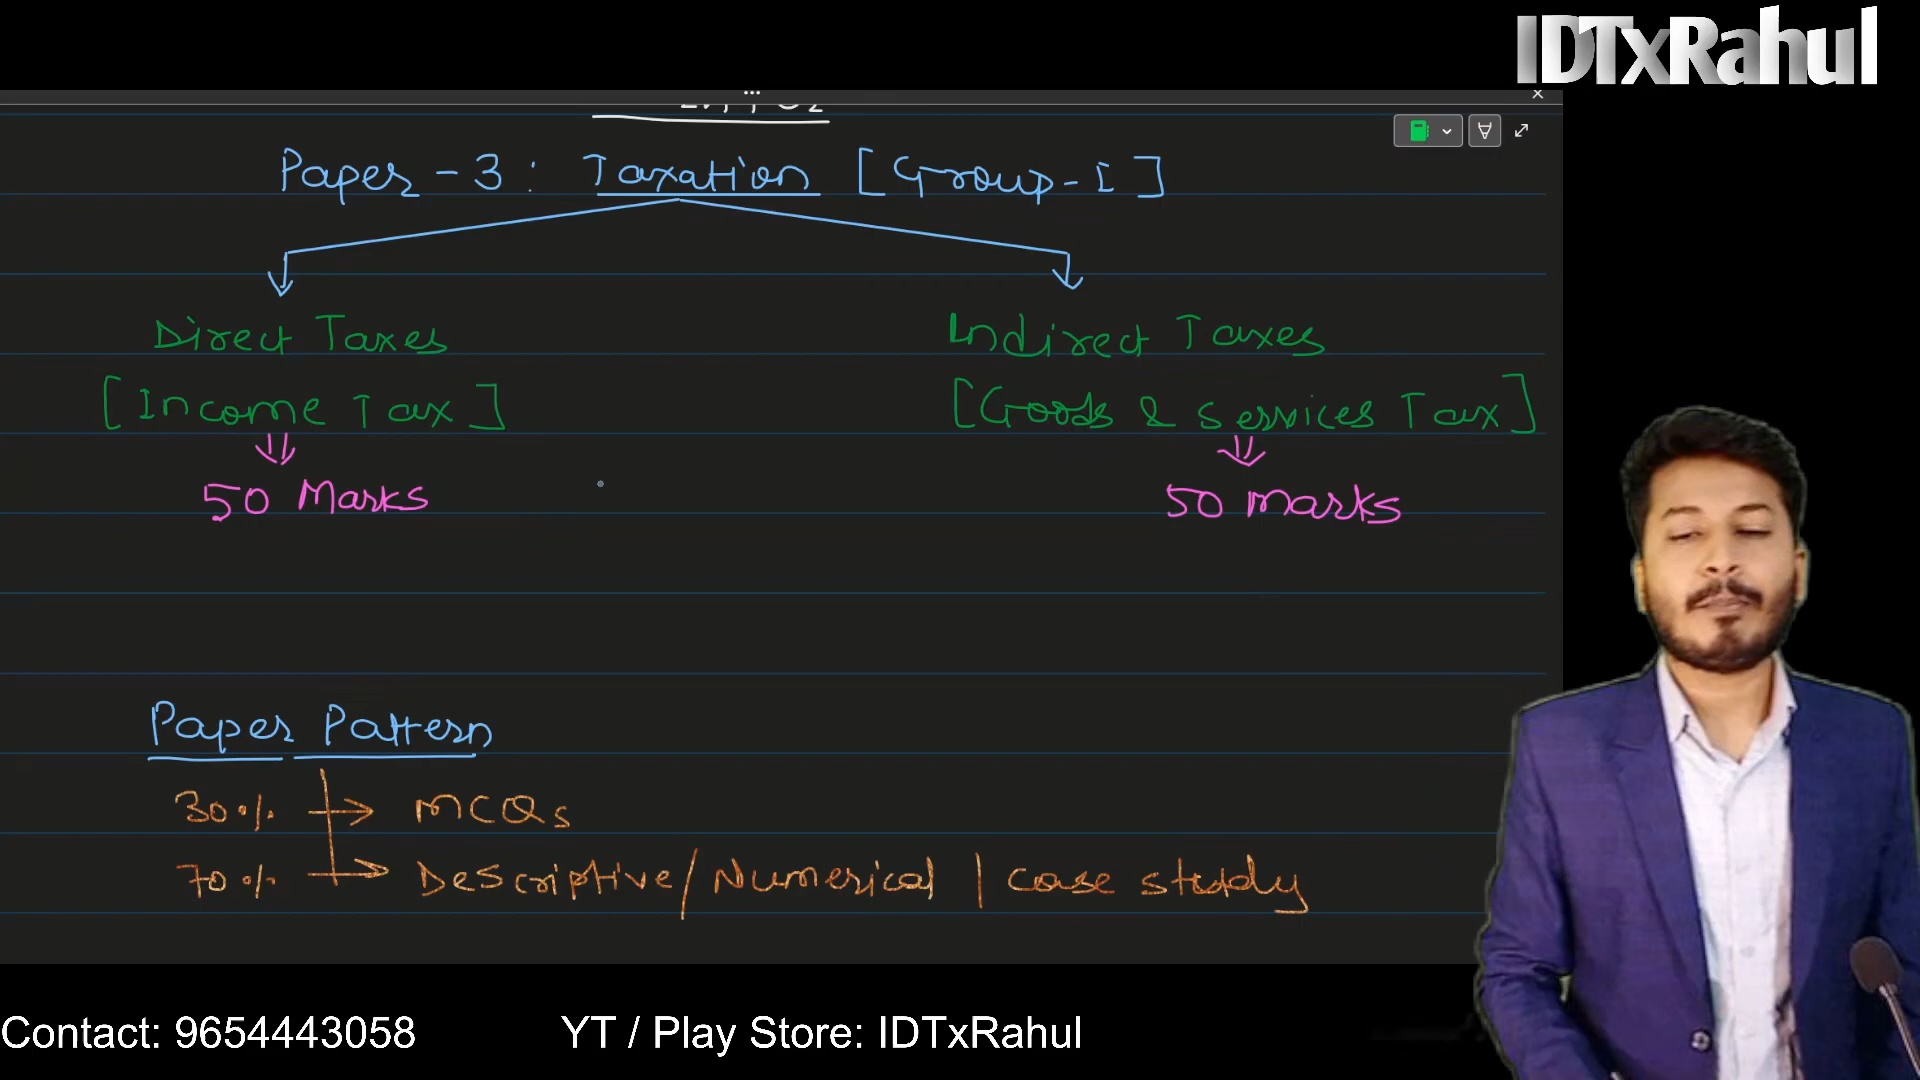 IDTxRahul
Paper - 3 : Taxation [Group-I]
Direct Taxes
Indirect Taxes
[Income Tax]
[Goods & Services Tax]
50 Marks
50 marks
Paper Pattern
30% → MCQs
70% → Descriptive/Numerical | case study
Contact: 9654443058
YT / Play Store: IDTxRahul